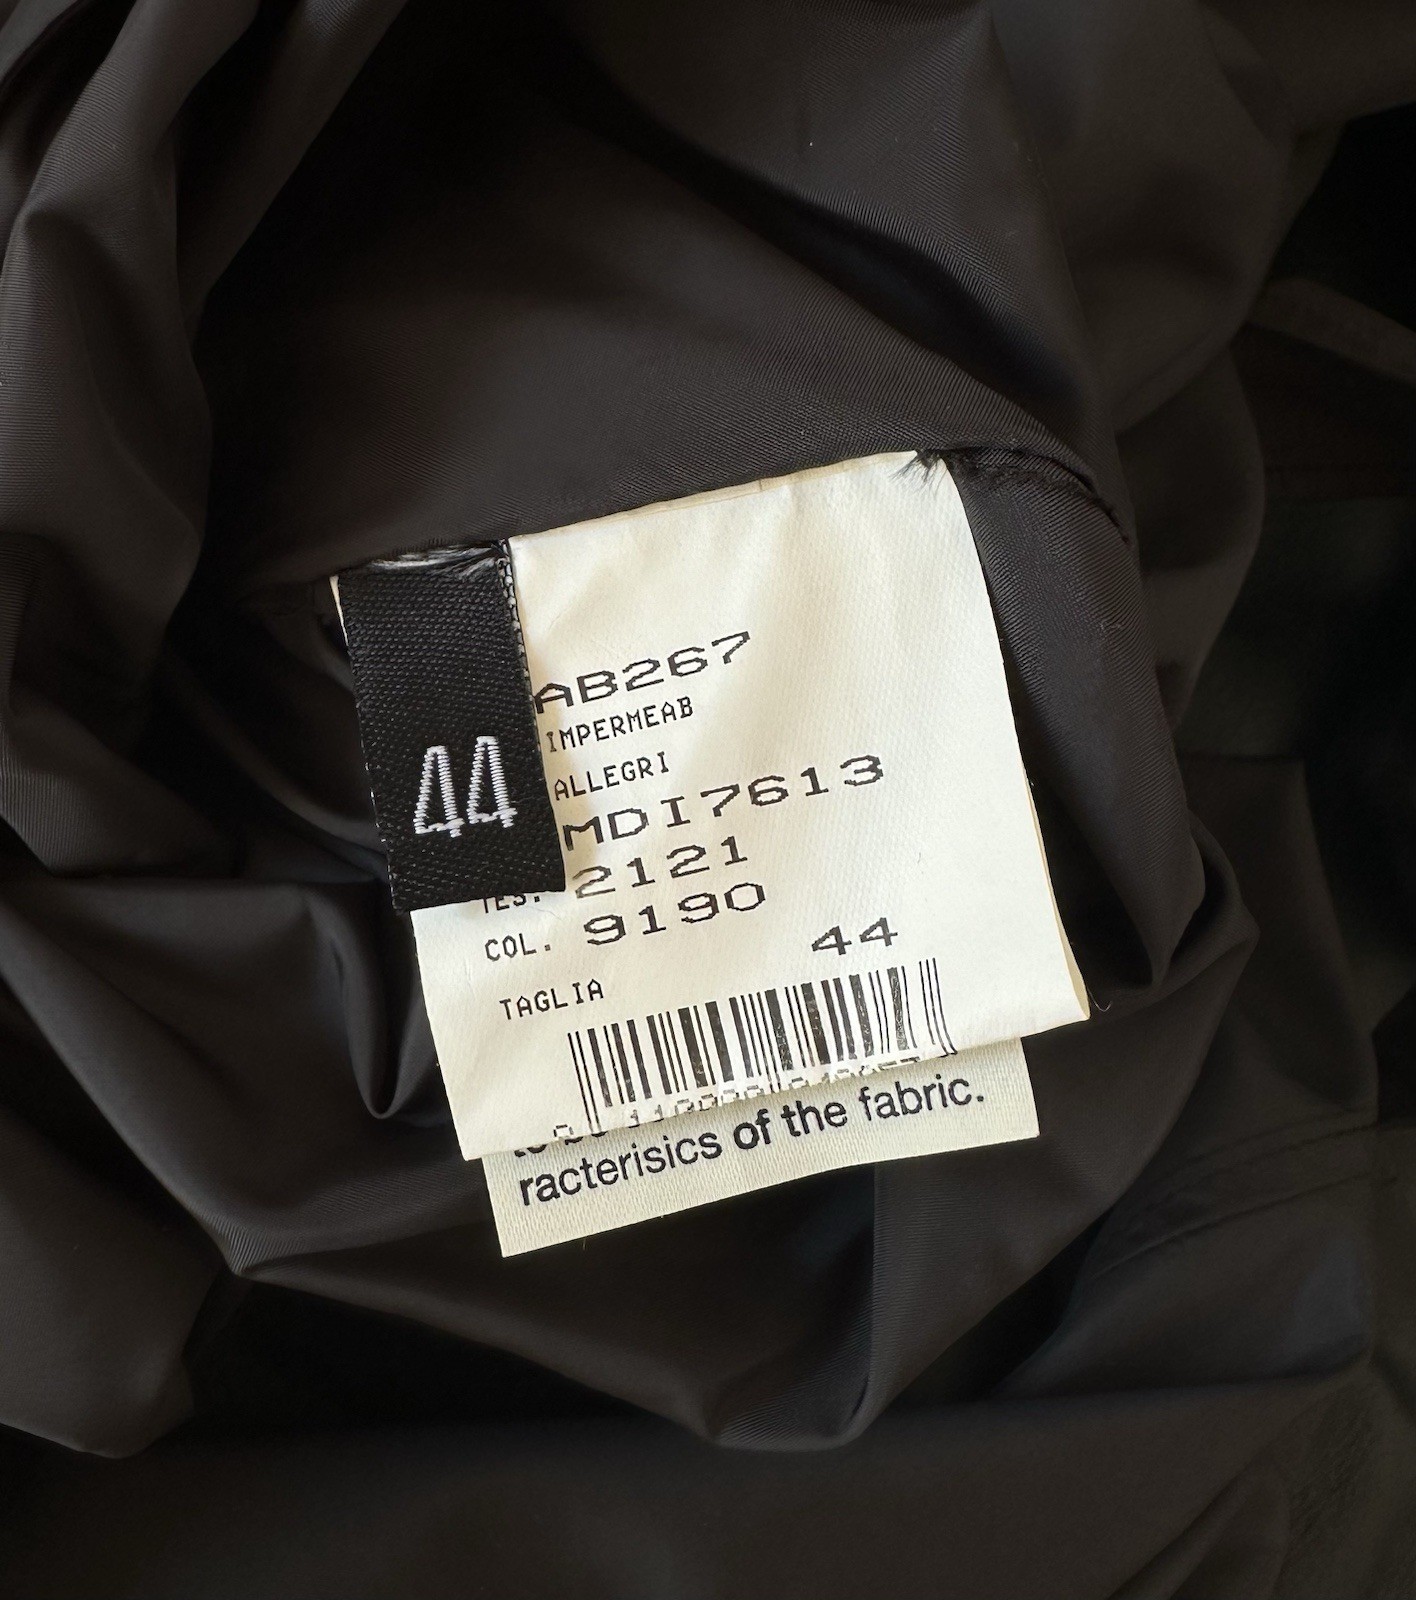 44
AB267
IMPERMEAB
ALLEGRI
MDI7613
TES. 2121
COL. 9190
44
TAGLIA
racterisics of the fabric.